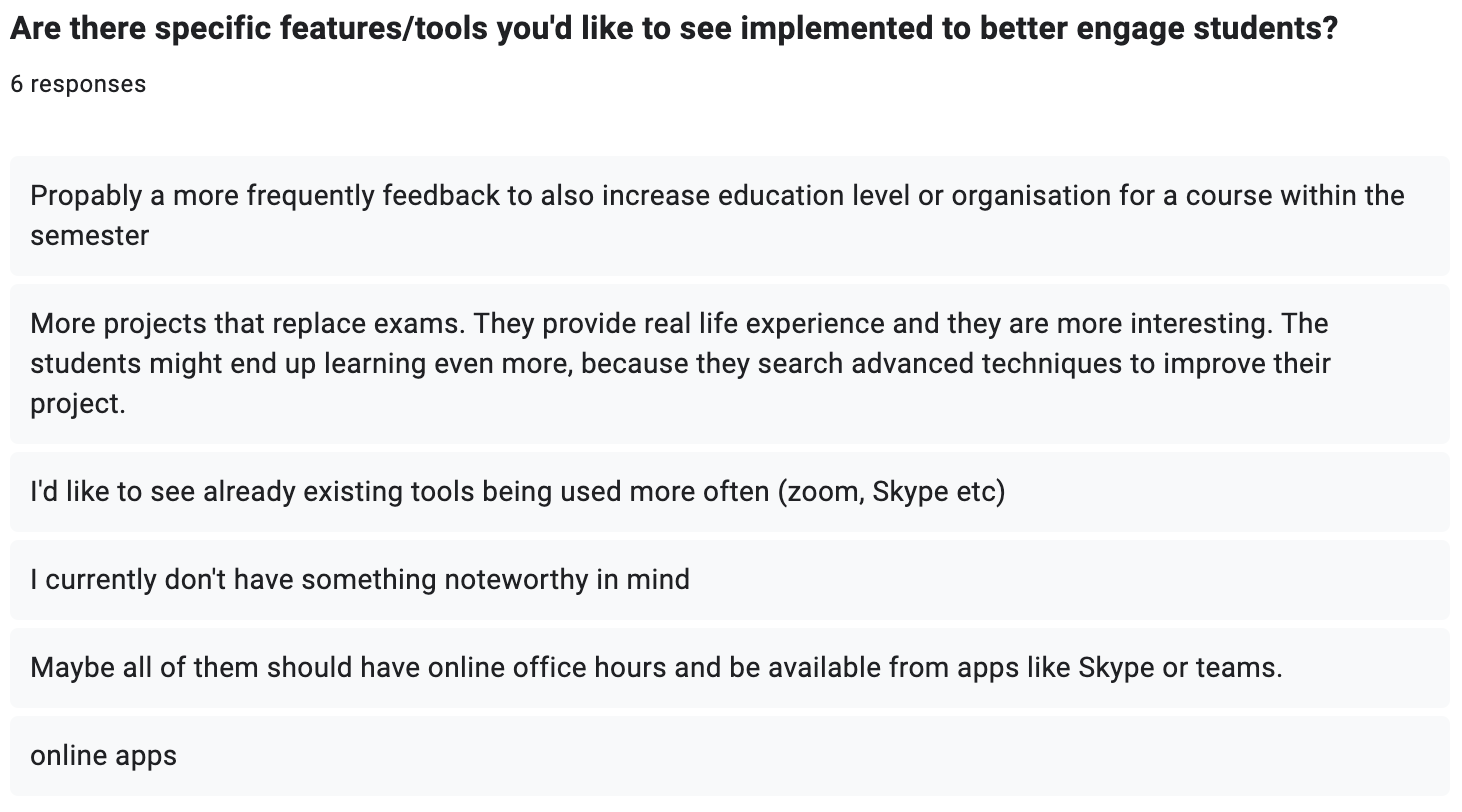 Are there specific features/tools you'd like to see implemented to better engage students?
6 responses
Propably a more frequently feedback to also increase education level or organisation for a course within the
semester
More projects that replace exams. They provide real life experience and they are more interesting. The
students might end up learning even more, because they search advanced techniques to improve their
project.
I'd like to see already existing tools being used more often (zoom, Skype etc)
I currently don't have something noteworthy in mind
Maybe all of them should have online office hours and be available from apps like Skype or teams.
online apps